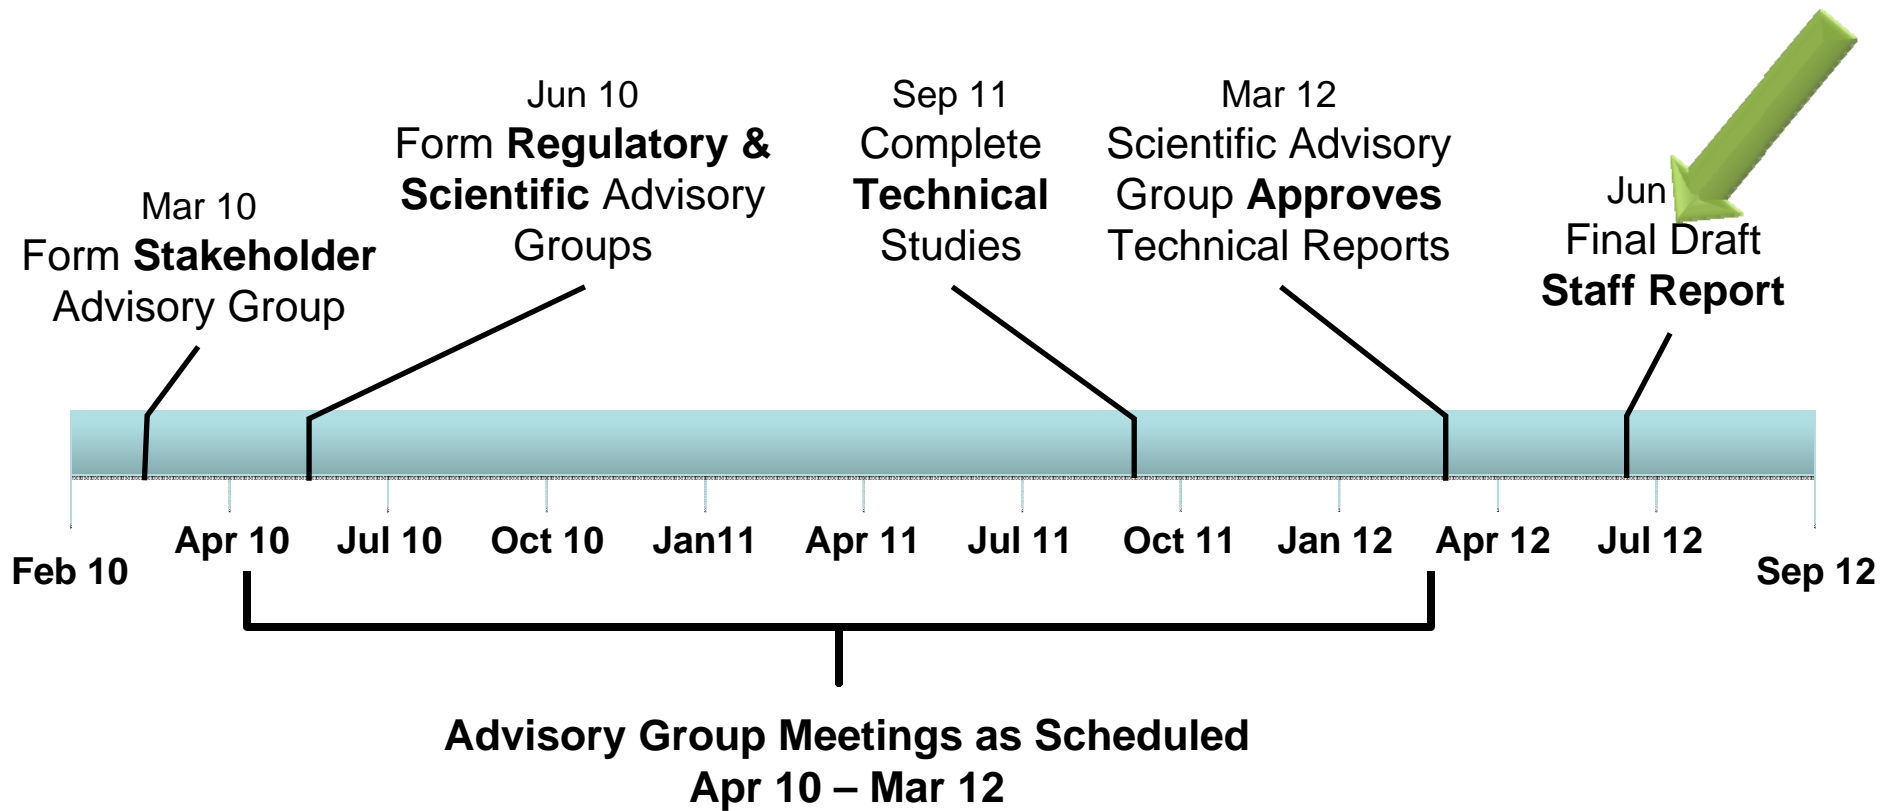 Mar 10
Form Stakeholder
Advisory Group
Jun 10
Form Regulatory &
Scientific Advisory
Groups
Sep 11
Complete
Technical
Studies
Mar 12
Scientific Advisory
Group Approves
Technical Reports
Jun
Final Draft
Staff Report
Feb 10
Apr 10
Jul 10
Oct 10
Jan11
Apr 11
Jul 11
Oct 11
Jan 12
Apr 12
Jul 12
Sep 12
Advisory Group Meetings as Scheduled
Apr 10 – Mar 12